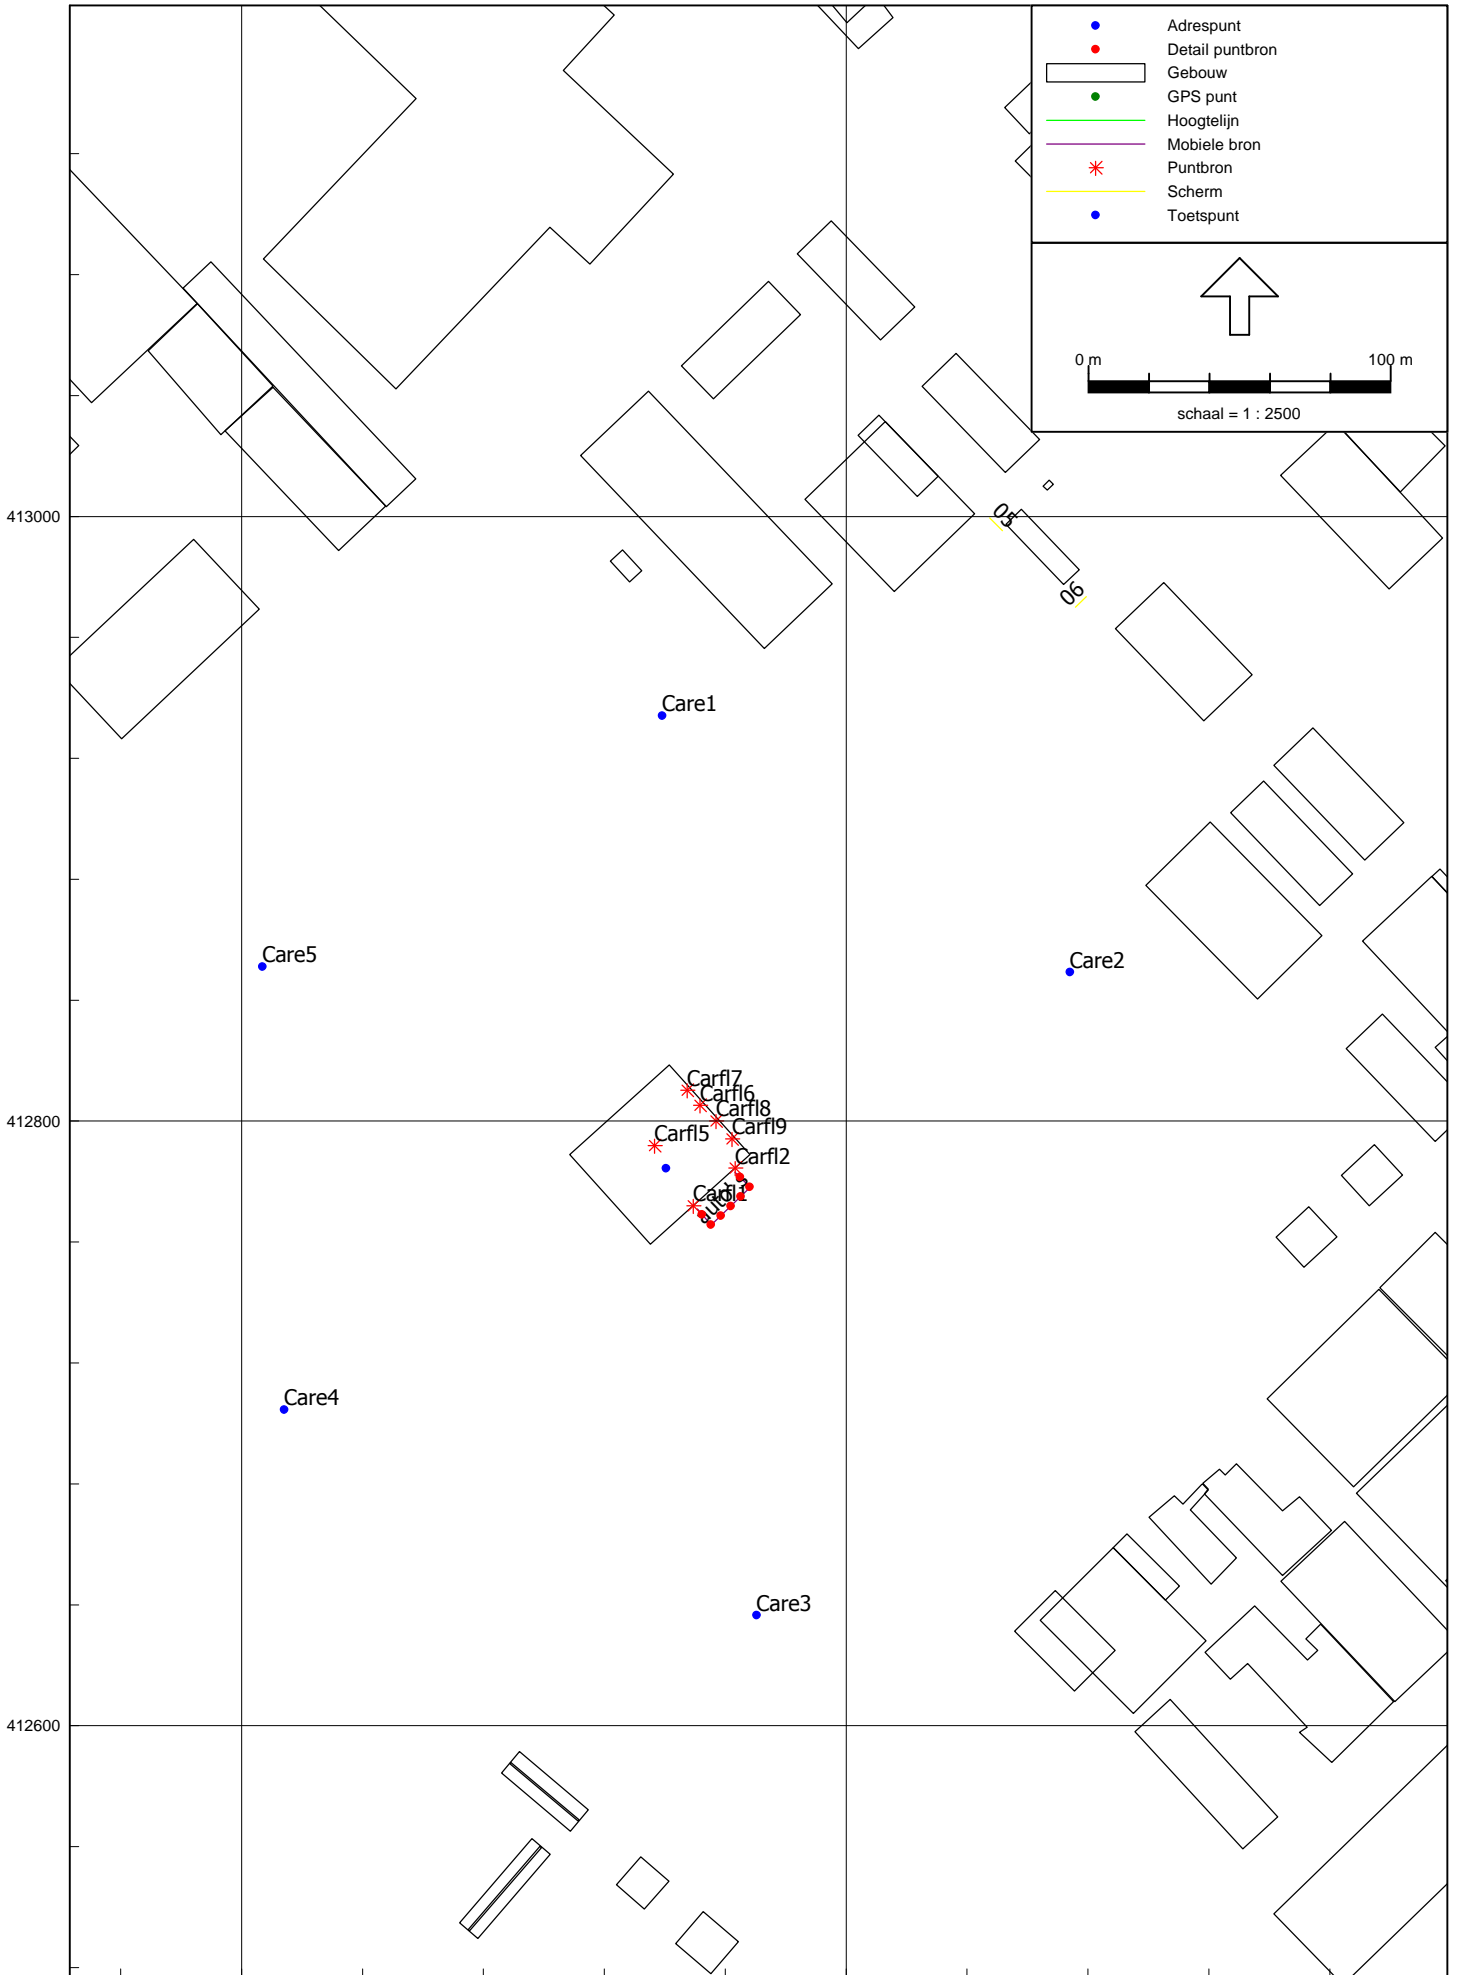 Adrespunt
Detail puntbron
Gebouw
GPS punt
Hoogtelijn
Mobiele bron
Puntbron
Scherm
Toetspunt
0 m 100 m
schaal = 1 : 2500
413000
05
06
Care1
Care5
Care2
Carfl7
Carfl6
412800
Carfl8
Carfl9
Carfl5
Carfl2
Carfl1
Care4
Care3
412600